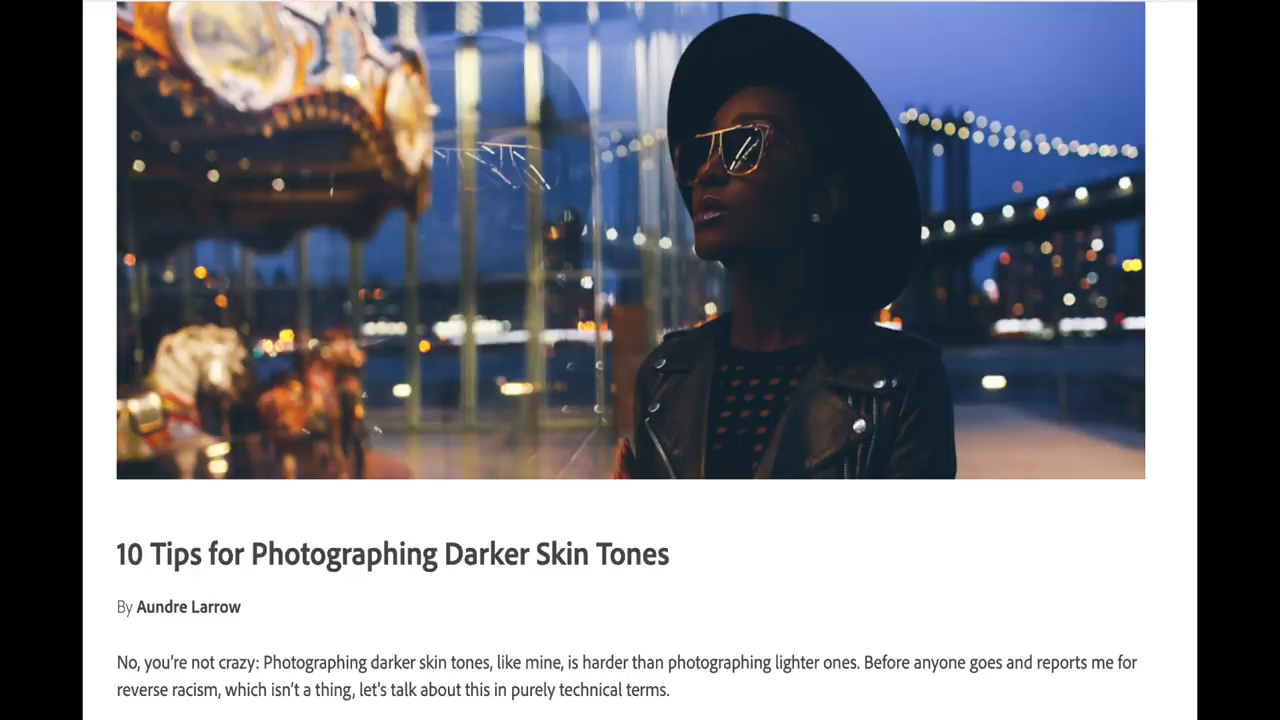 10 Tips for Photographing Darker Skin Tones
By Aundre Larrow
No, you’re not crazy: Photographing darker skin tones, like mine, is harder than photographing lighter ones. Before anyone goes and reports me for
reverse racism, which isn’t a thing, let's talk about this in purely technical terms.